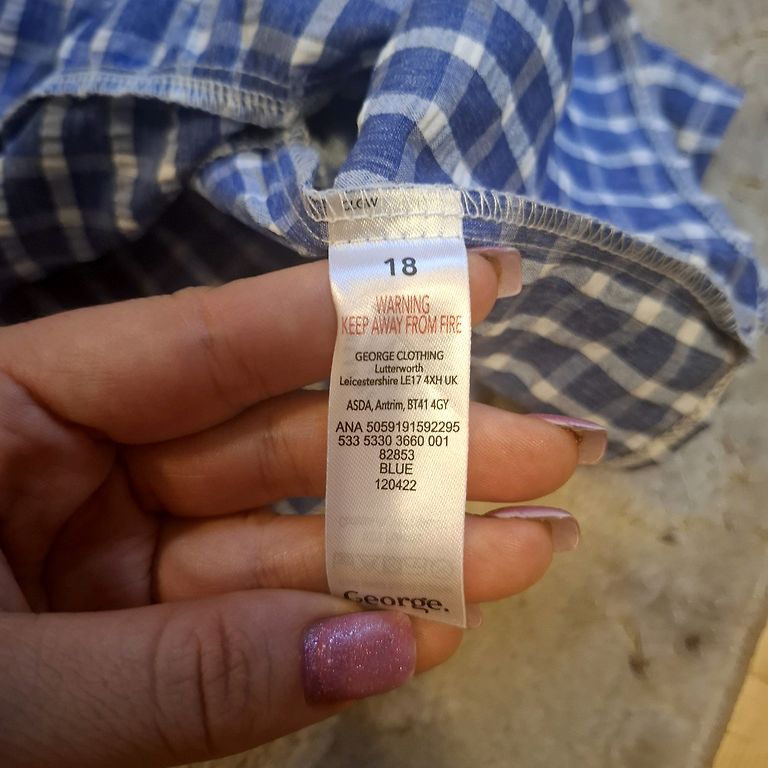 18
WARNING
KEEP AWAY FROM FIRE
GEORGE CLOTHING
Lutterworth
Leicestershire LE17 4XH UK
ASDA, Antrim, BT41 4GY
ANA 5059191592295
533 5330 3660 001
82853
BLUE
120422
George.